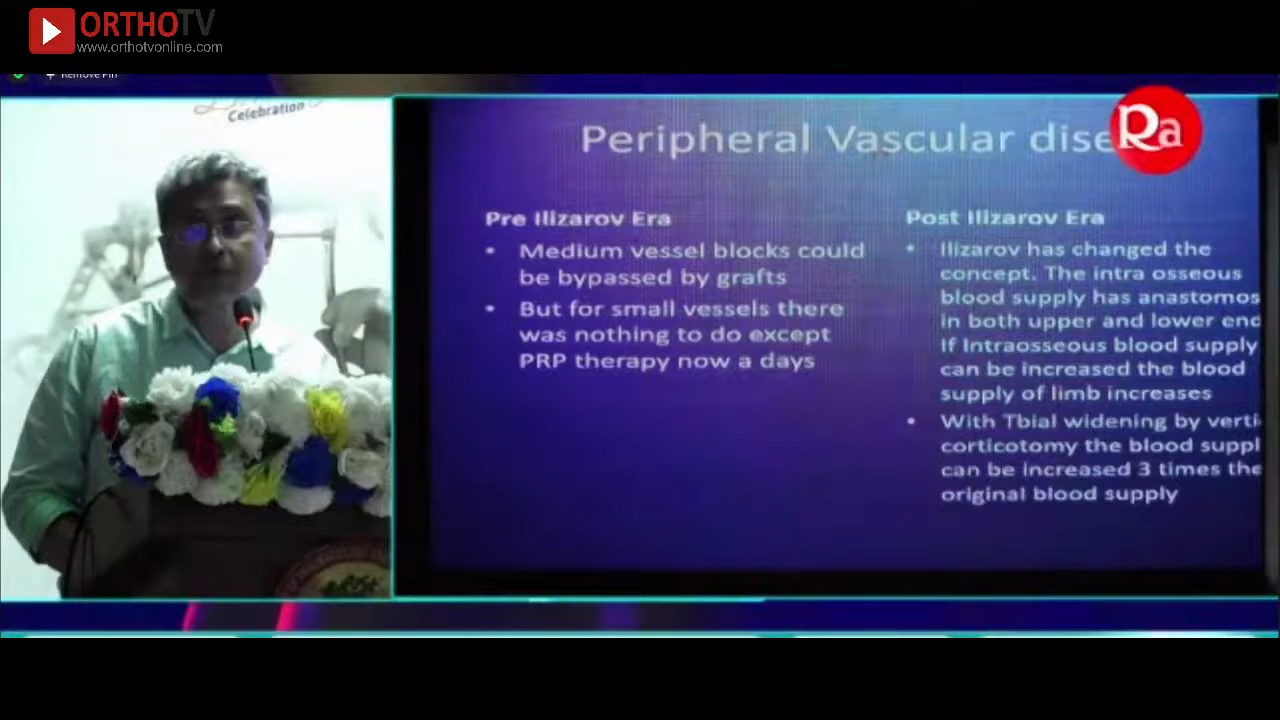 ORTHOTV
www.orthotvonline.com
Remove Pin
Celebration
Peripheral Vascular dise
Ra
Pre Ilizarov Era
• Medium vessel blocks could
be bypassed by grafts
• But for small vessels there
was nothing to do except
PRP therapy now a days
Post Ilizarov Era
• Ilizarov has changed the
concept. The intra osseous
blood supply has anastomos
in both upper and lower end
If Intraosseous blood supply
can be increased the blood
supply of limb increases
• With Tbial widening by verti
corticotomy the blood suppl
can be increased 3 times the
original blood supply